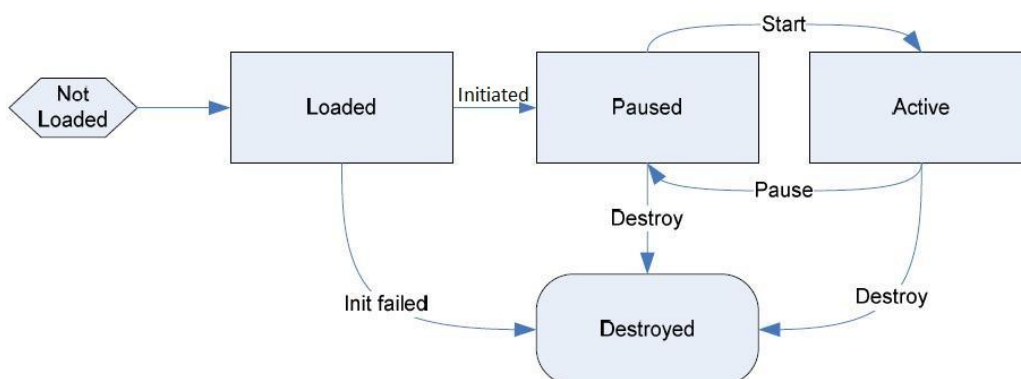 Start
Not
Loaded
Loaded
Initiated
Paused
Active
Pause
Destroy
Init failed
Destroy
Destroyed